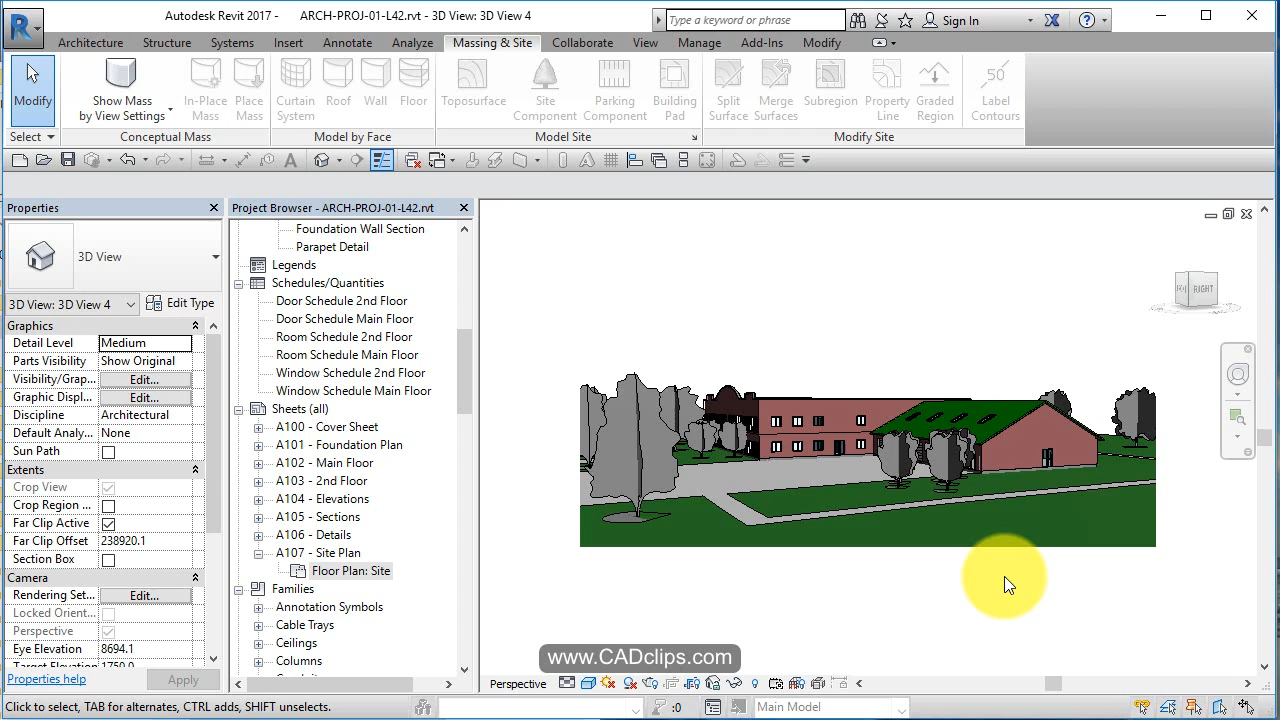 Autodesk Revit 2017 - ARCH-PROJ-01-L42.rvt - 3D View: 3D View 4
Type a keyword or phrase
Sign In
Architecture Structure Systems Insert Annotate Analyze Massing & Site Collaborate View Manage Add-Ins Modify
Modify
Show Mass
by View Settings
In-Place
Mass
Place
Mass
Curtain
System
Roof
Wall
Floor
Toposurface
Site
Component
Parking
Component
Building
Pad
Split
Surface
Merge
Surfaces
Subregion
Property
Line
Graded
Region
50
Label
Contours
Select
Conceptual Mass
Model by Face
Model Site
Modify Site
Properties
3D View
3D View: 3D View 4
Edit Type
Graphics
Detail Level Medium
Parts Visibility Show Original
Visibility/Grap... Edit...
Graphic Displ... Edit...
Discipline Architectural
Default Analy... None
Sun Path
Extents
Crop View
Crop Region ...
Far Clip Active
Far Clip Offset 238920.1
Section Box
Camera
Rendering Set... Edit...
Locked Orient...
Perspective
Eye Elevation 8694.1
Target Elevation 1750.0
Properties help
Apply
Project Browser - ARCH-PROJ-01-L42.rvt
Foundation Wall Section
Parapet Detail
Legends
Schedules/Quantities
Door Schedule 2nd Floor
Door Schedule Main Floor
Room Schedule 2nd Floor
Room Schedule Main Floor
Window Schedule 2nd Floor
Window Schedule Main Floor
Sheets (all)
A100 - Cover Sheet
A101 - Foundation Plan
A102 - Main Floor
A103 - 2nd Floor
A104 - Elevations
A105 - Sections
A106 - Details
A107 - Site Plan
Floor Plan: Site
Families
Annotation Symbols
Cable Trays
Ceilings
Columns
RIGHT
www.CADclips.com
Perspective
Click to select, TAB for alternates, CTRL adds, SHIFT unselects.
:0
Main Model